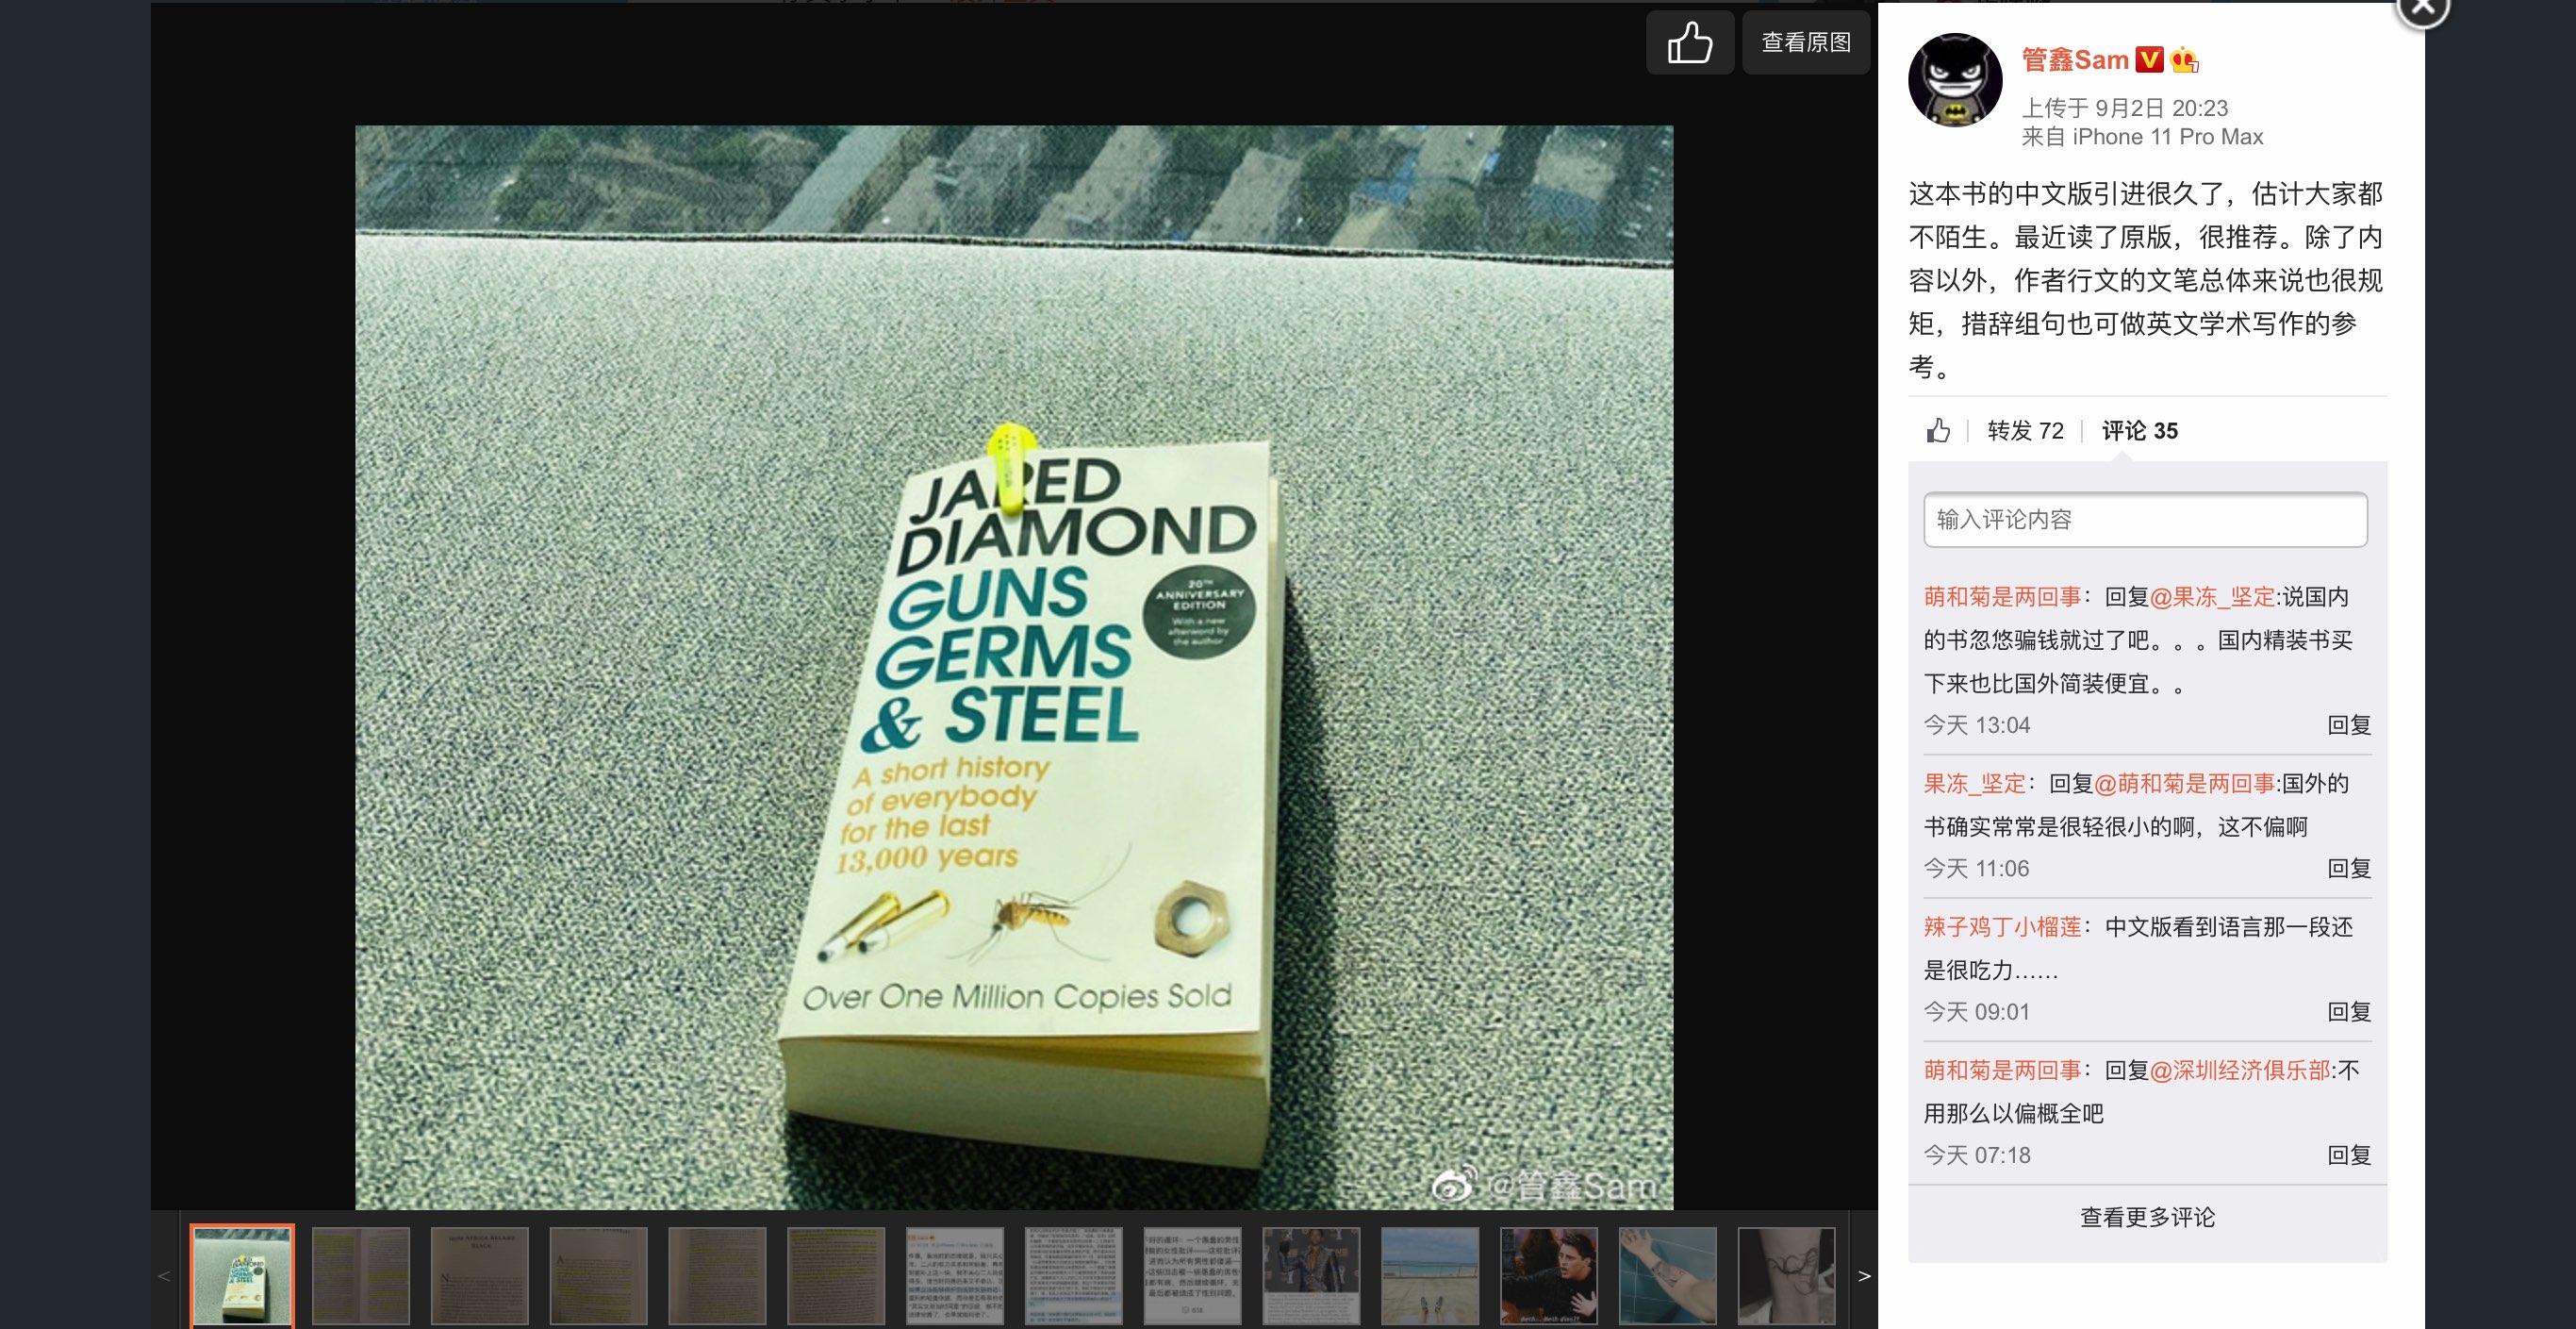 查看原图
JARED
DIAMOND
GUNS
GERMS
& STEEL
20TH
ANNIVERSARY
EDITION
With a new
afterword by
the author
A short history
of everybody
for the last
13,000 years
Over One Million Copies Sold
@管鑫Sam
<
>
管鑫Sam V
上传于 9月2日 20:23
来自 iPhone 11 Pro Max
这本书的中文版引进很久了，估计大家都
不陌生。最近读了原版，很推荐。除了内
容以外，作者行文的文笔总体来说也很规
矩，措辞组句也可做英文学术写作的参
考。
转发 72 评论 35
输入评论内容
萌和菊是两回事：回复@果冻_坚定:说国内
的书忽悠骗钱就过了吧。。。国内精装书买
下来也比国外简装便宜。。
今天 13:04 回复
果冻_坚定：回复@萌和菊是两回事:国外的
书确实常常是很轻很小的啊，这不偏啊
今天 11:06 回复
辣子鸡丁小榴莲：中文版看到语言那一段还
是很吃力……
今天 09:01 回复
萌和菊是两回事：回复@深圳经济俱乐部:不
用那么以偏概全吧
今天 07:18 回复
查看更多评论